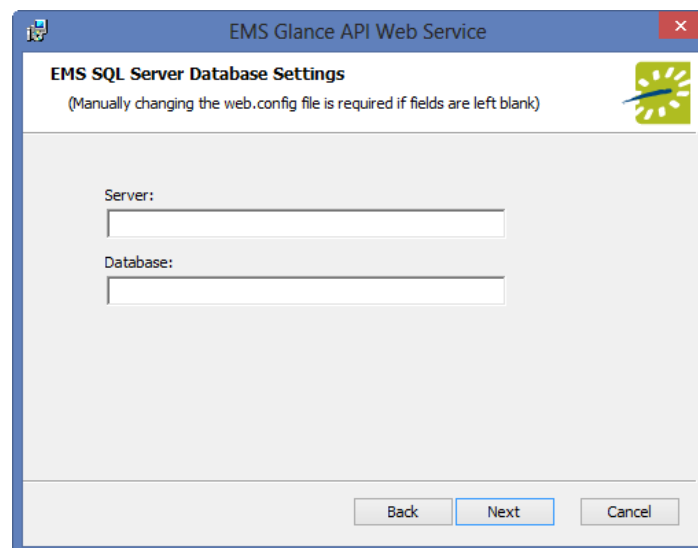 EMS Glance API Web Service
EMS SQL Server Database Settings
(Manually changing the web.config file is required if fields are left blank)
Server:
Database:
Back Next Cancel